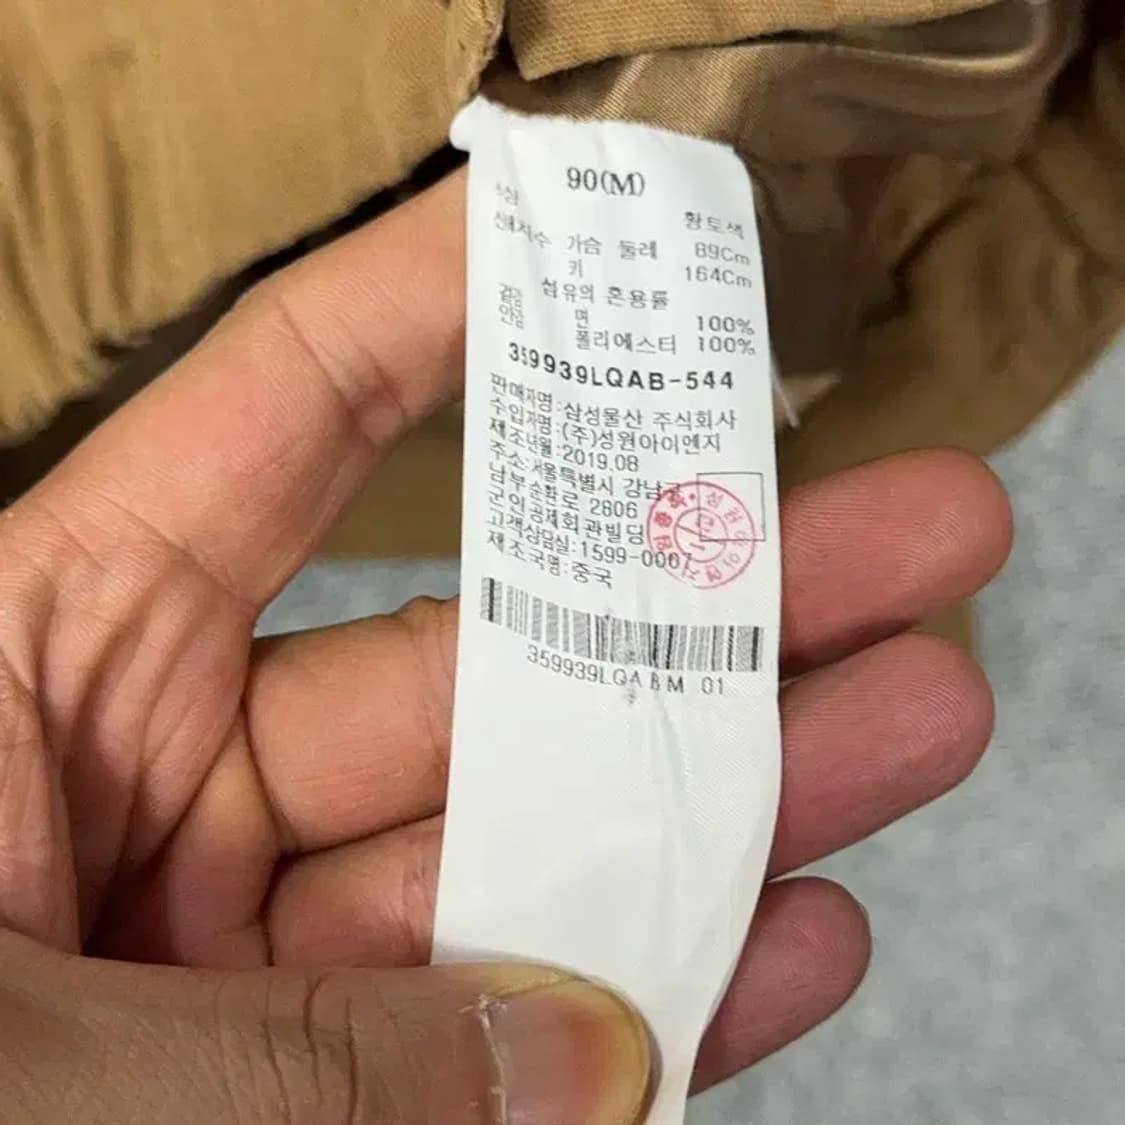 90(M)
색상 황토색
신체치수 가슴 둘레 89Cm
키 164Cm
섬유의 혼용률
겉감 면 100%
안감 폴리에스터 100%
359939LQAB-544
판매자명:삼성물산 주식회사
수입자명:(주)성원아이엔지
제조년월:2019.08
주소:서울특별시 강남구
남부순환로 2806
군인공제회관빌딩
고객상담실:1599-0007
제조국명:중국
359939LQABM 01